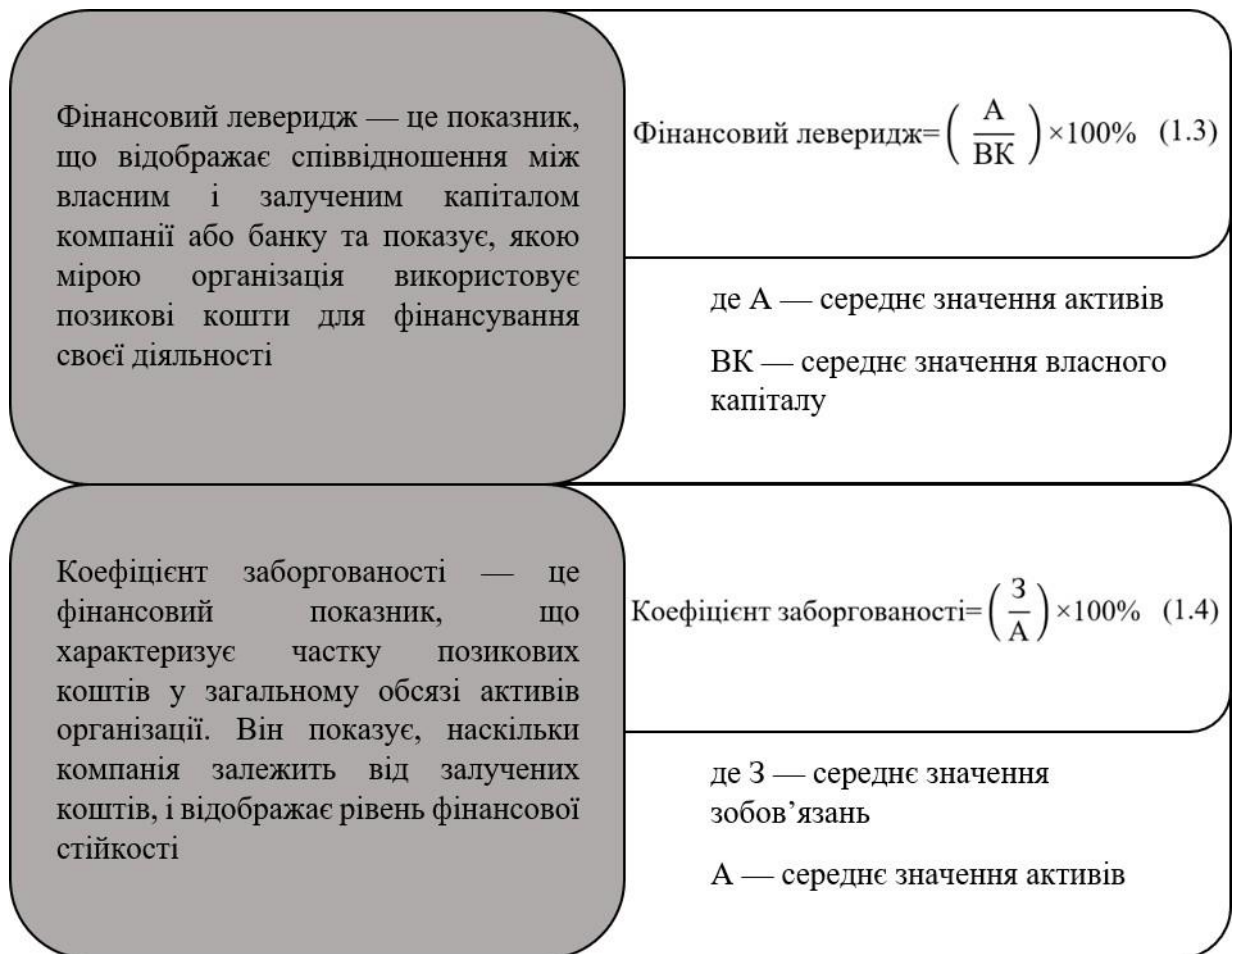 Фінансовий леверидж — це показник,
що відображає співвідношення між
власним і залученим капіталом
компанії або банку та показує, якою
мірою організація використовує
позикові кошти для фінансування
своєї діяльності
Фінансовий леверидж=(А/ВК)×100% (1.3)
де А — середнє значення активів
ВК — середнє значення власного
капіталу
Коефіцієнт заборгованості — це
фінансовий показник, що
характеризує частку позикових
коштів у загальному обсязі активів
організації. Він показує, наскільки
компанія залежить від залучених
коштів, і відображає рівень фінансової
стійкості
Коефіцієнт заборгованості=(З/А)×100% (1.4)
де З — середнє значення
зобов’язань
А — середнє значення активів